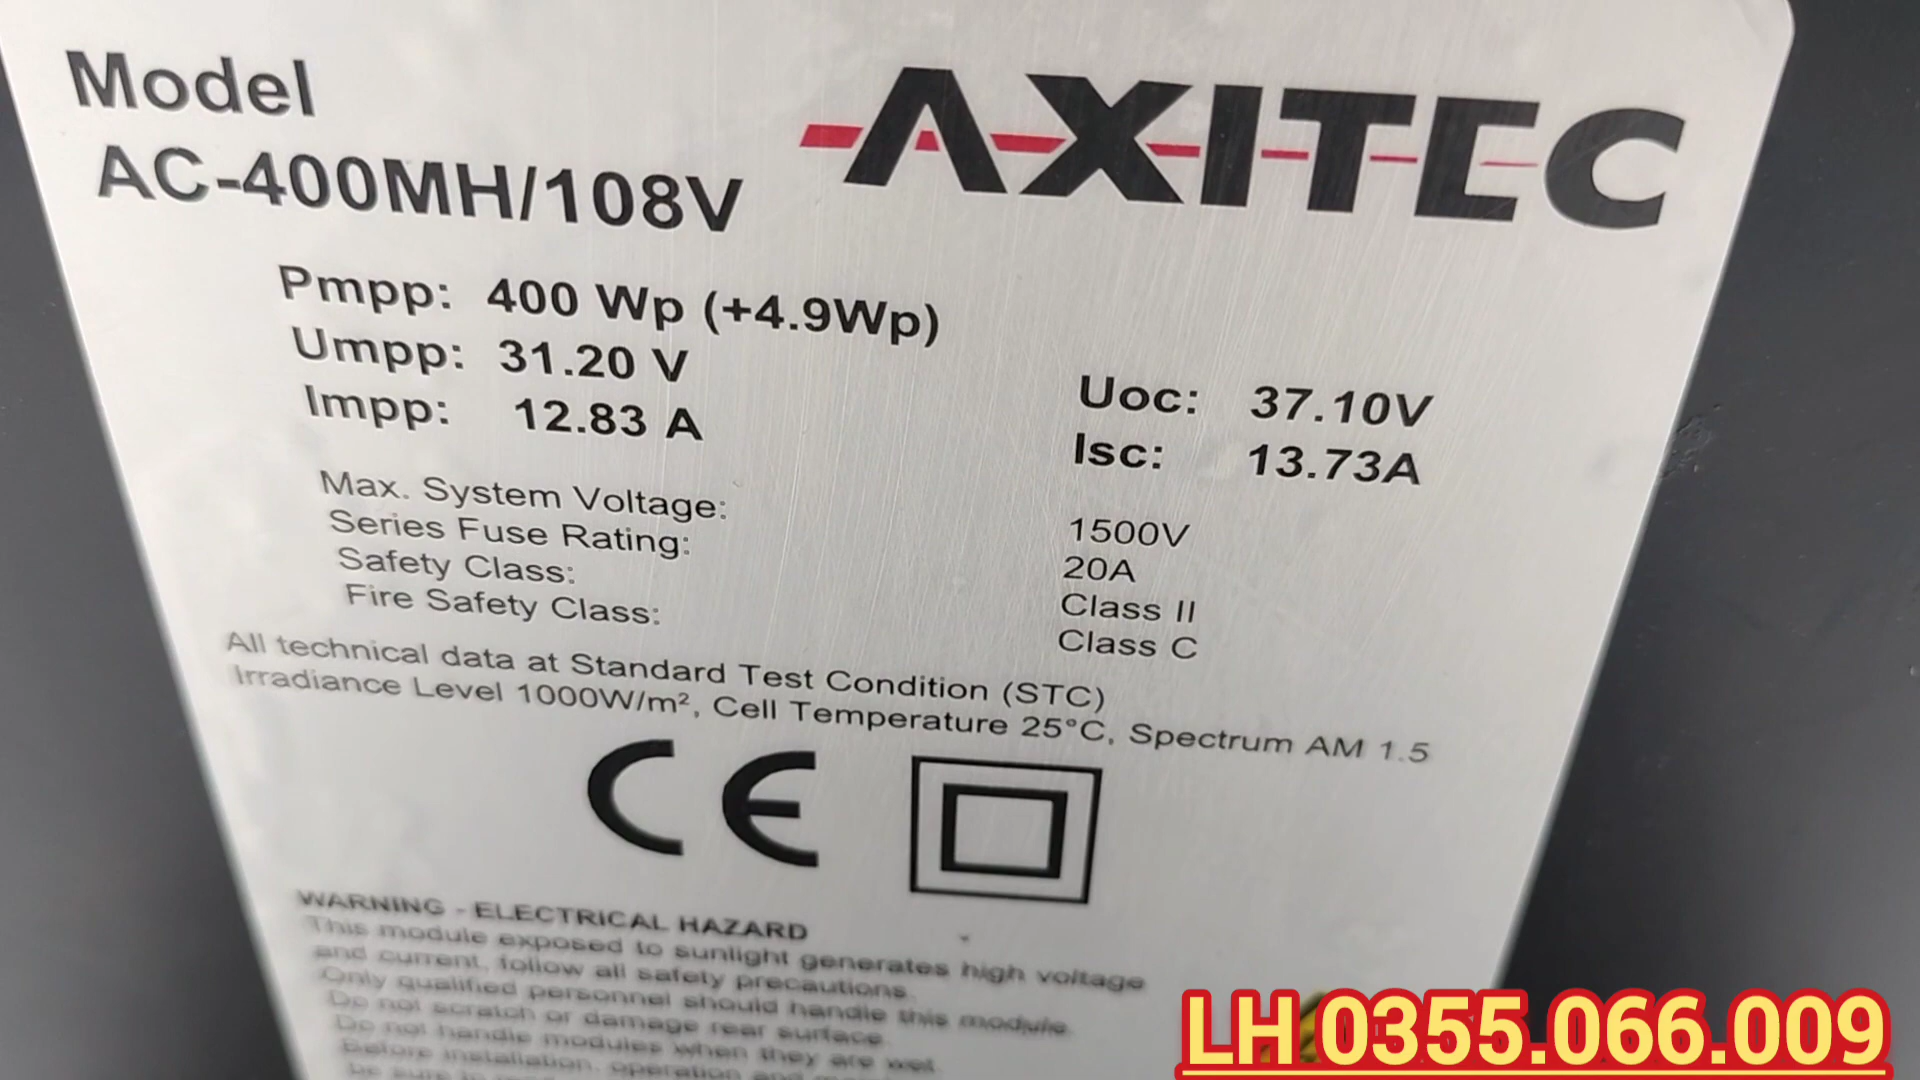 Model
AXITEC
AC-400MH/108V
Pmpp: 400 Wp (+4.9Wp)
Umpp: 31.20 V
Impp: 12.83 A
Uoc: 37.10V
Isc: 13.73A
Max. System Voltage: 1500V
Series Fuse Rating: 20A
Safety Class: Class II
Fire Safety Class: Class C
All technical data at Standard Test Condition (STC)
Irradiance Level 1000W/m², Cell Temperature 25°C, Spectrum AM 1.5
CE
WARNING - ELECTRICAL HAZARD
This module exposed to sunlight generates high voltage
and current, follow all safety precautions.
Only qualified personnel should handle this module.
Do not scratch or damage rear surface.
Do not handle modules when they are wet.
Before installation, operation and
LH 0355.066.009